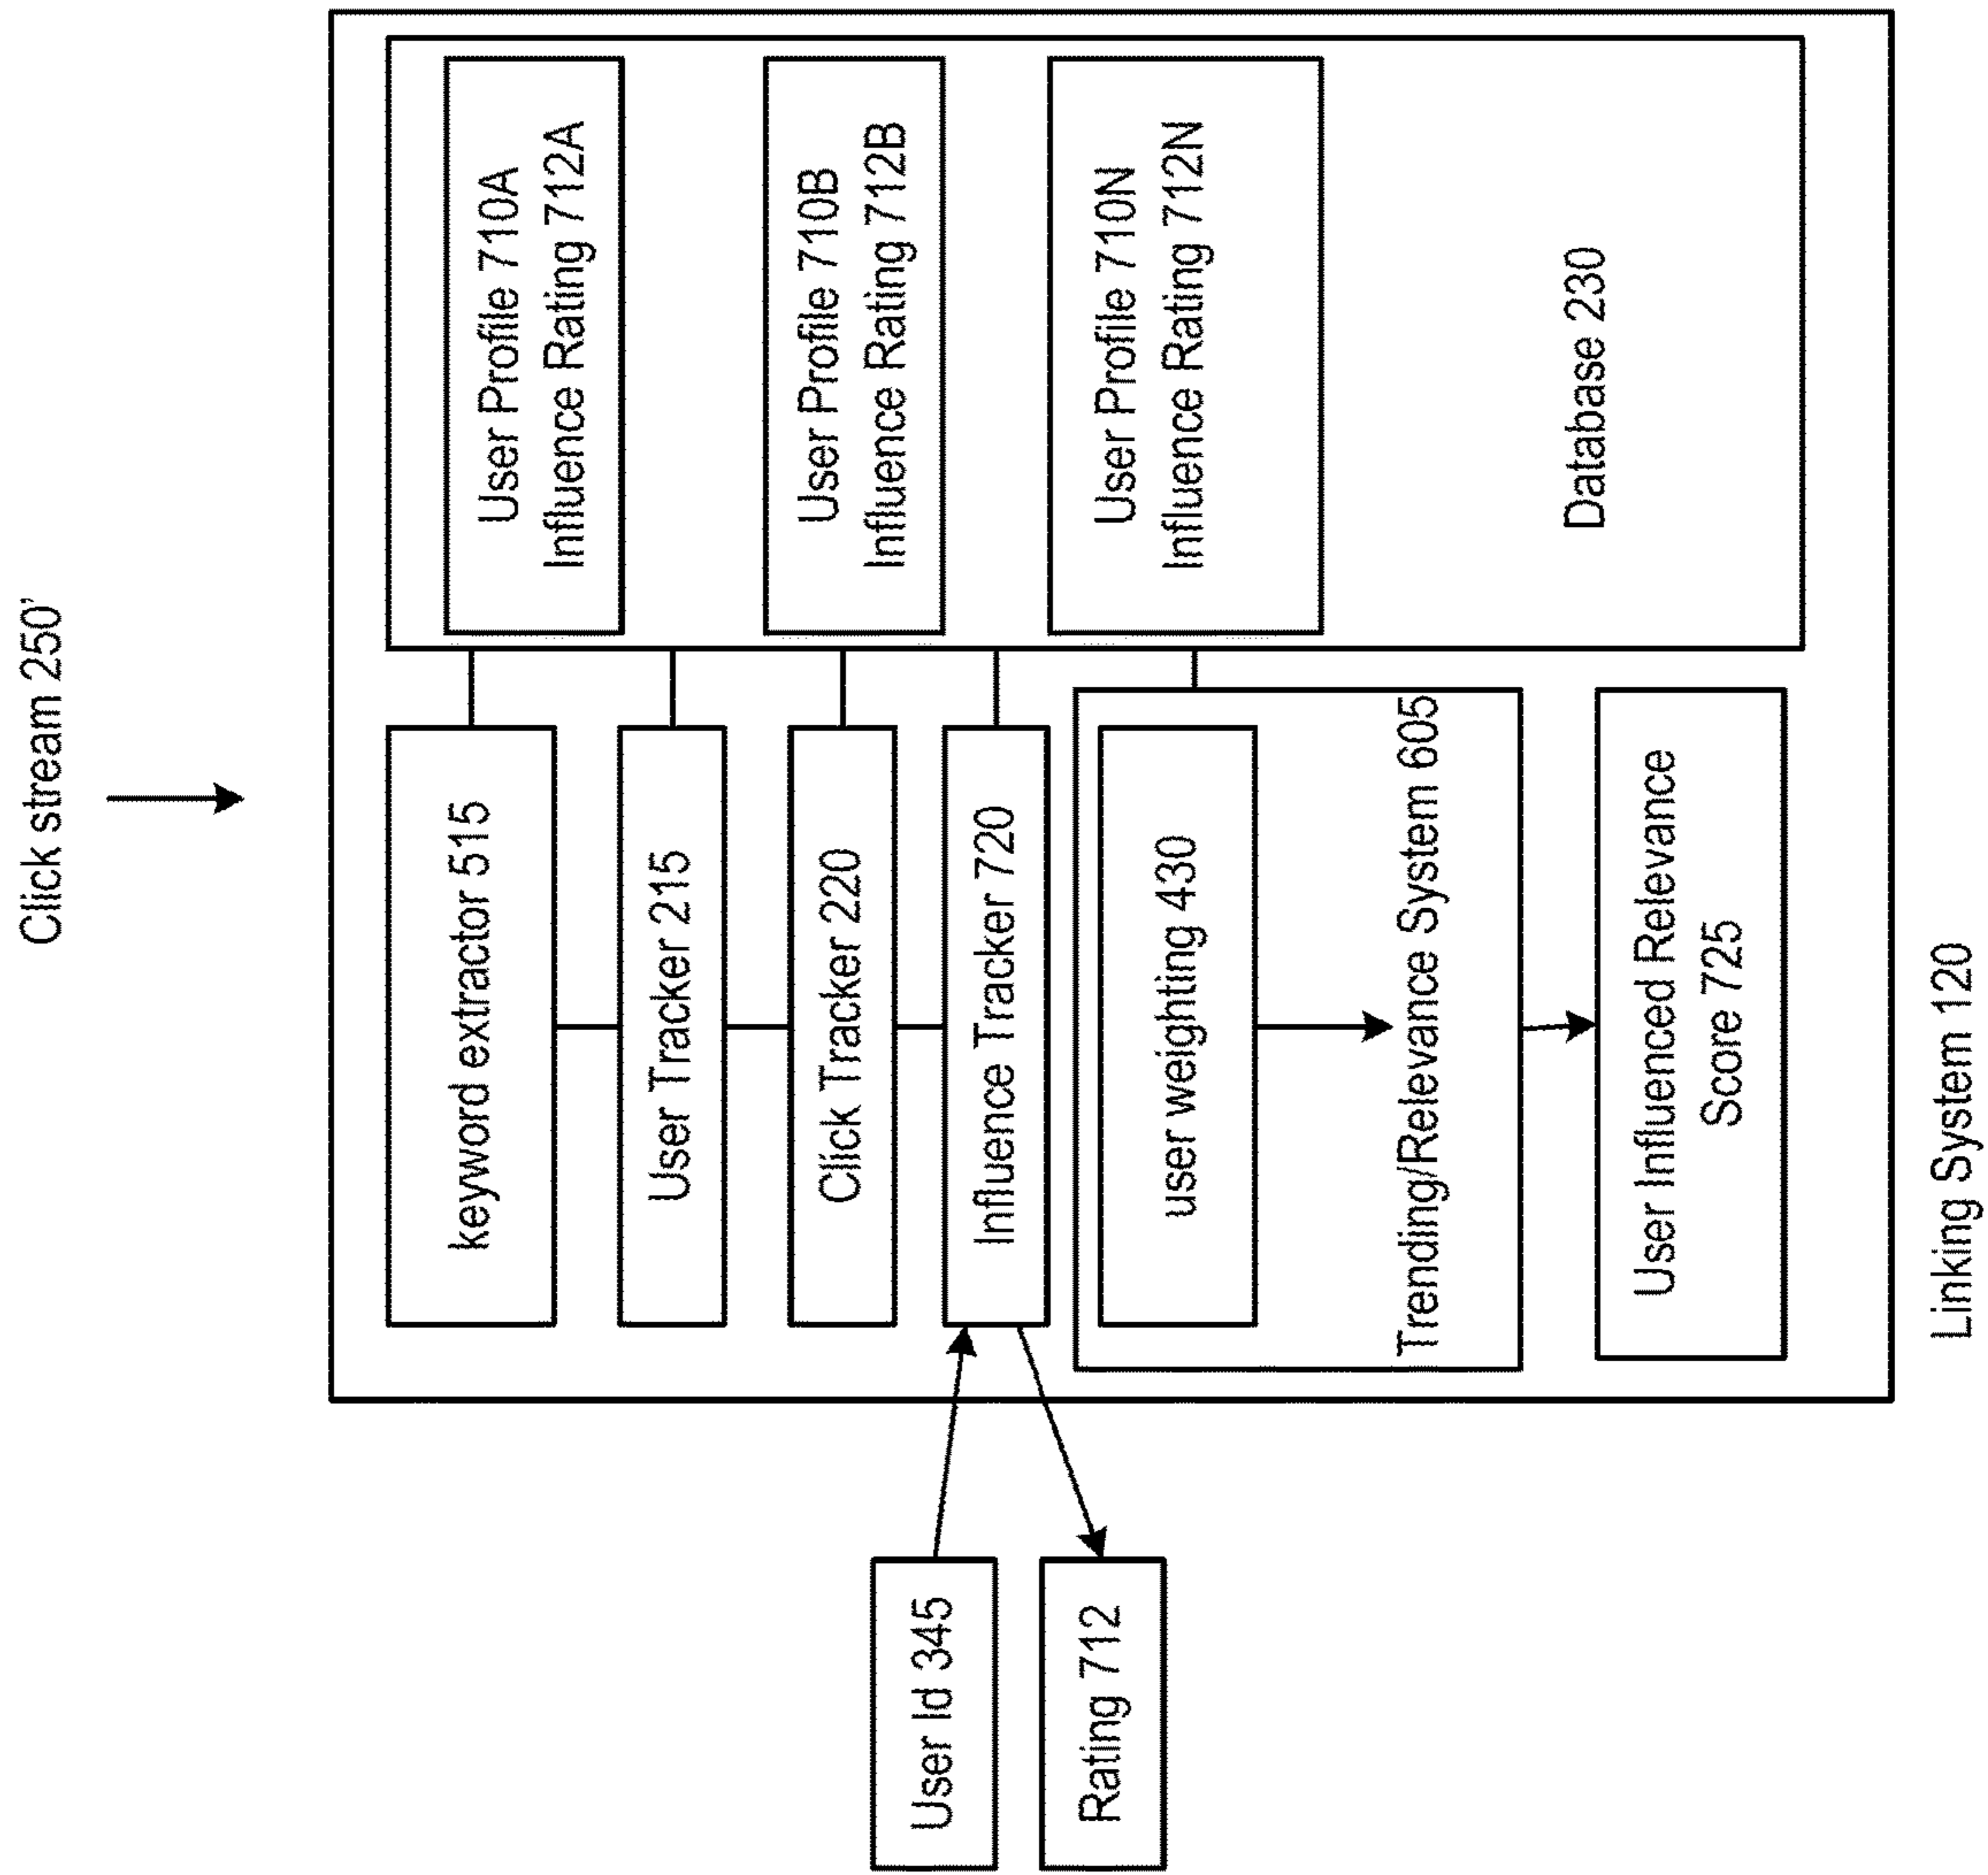 Click stream 250'
keyword extractor 515
User Tracker 215
Click Tracker 220
Influence Tracker 720
user weighting 430
Trending/Relevance System 605
User Influenced Relevance
Score 725
User Profile 710A
Influence Rating 712A
User Profile 710B
Influence Rating 712B
User Profile 710N
Influence Rating 712N
Database 230
User Id 345
Rating 712
Linking System 120